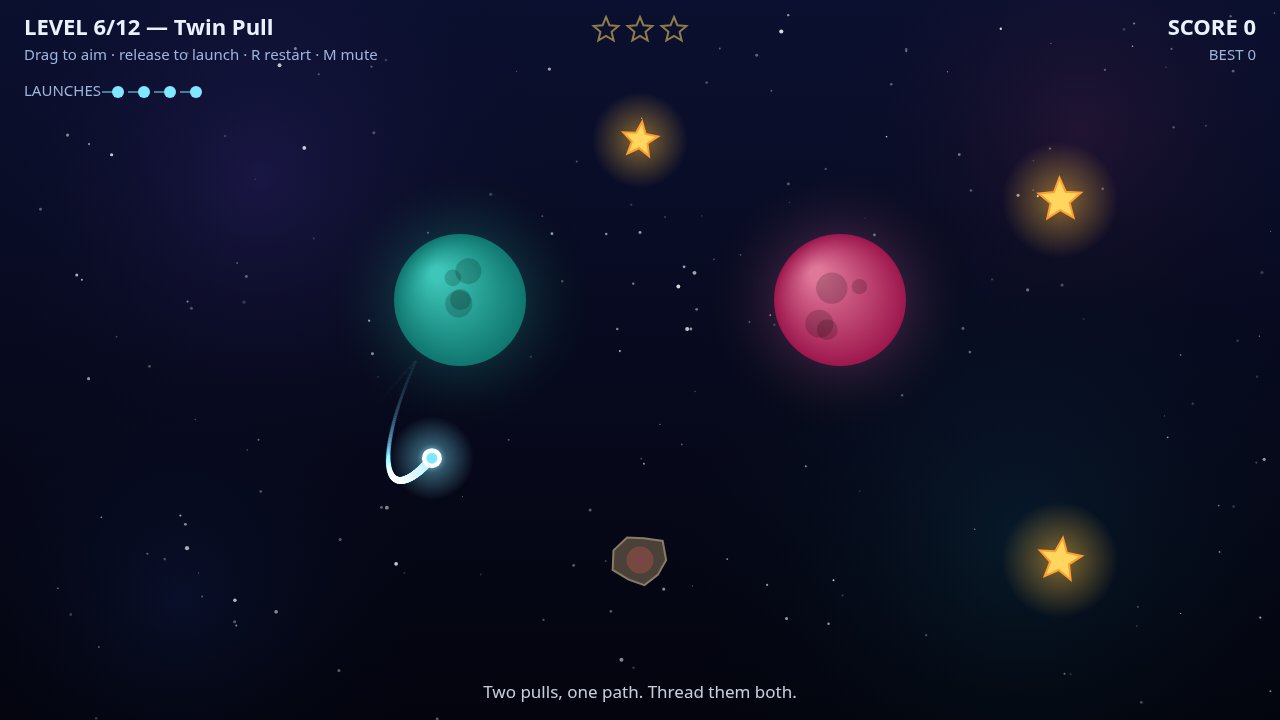 LEVEL 6/12 — Twin Pull
Drag to aim · release to launch · R restart · M mute
LAUNCHES
SCORE 0
BEST 0
Two pulls, one path. Thread them both.